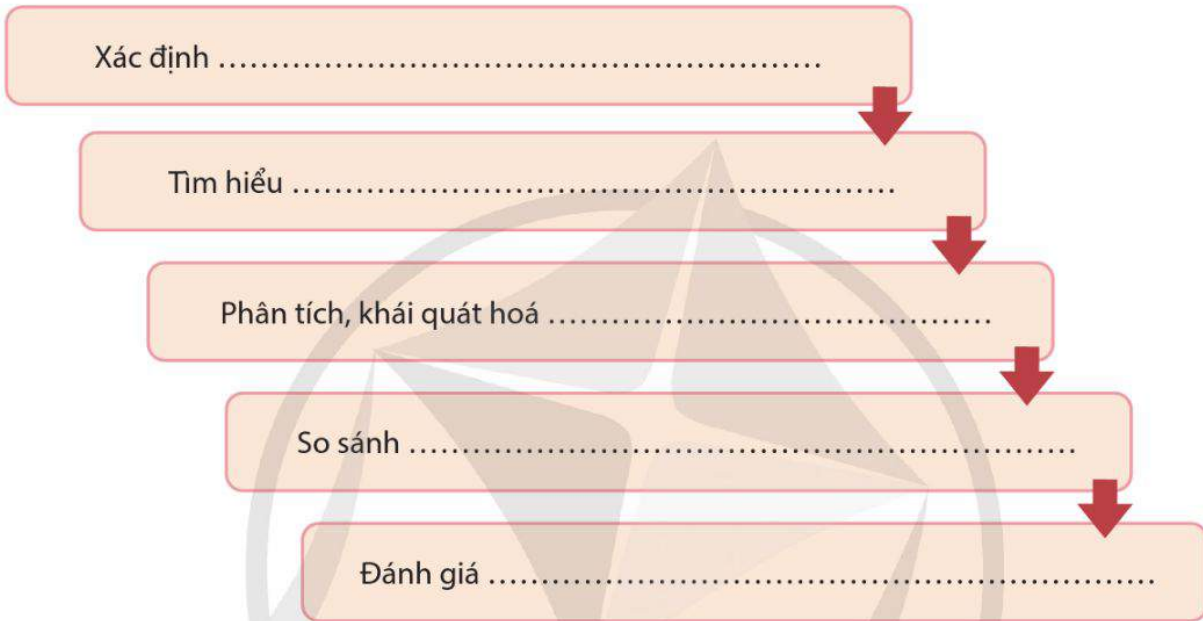 Xác định ........................................................
Tìm hiểu ........................................................
Phân tích, khái quát hoá .........................................
So sánh ..............................................................
Đánh giá ..............................................................